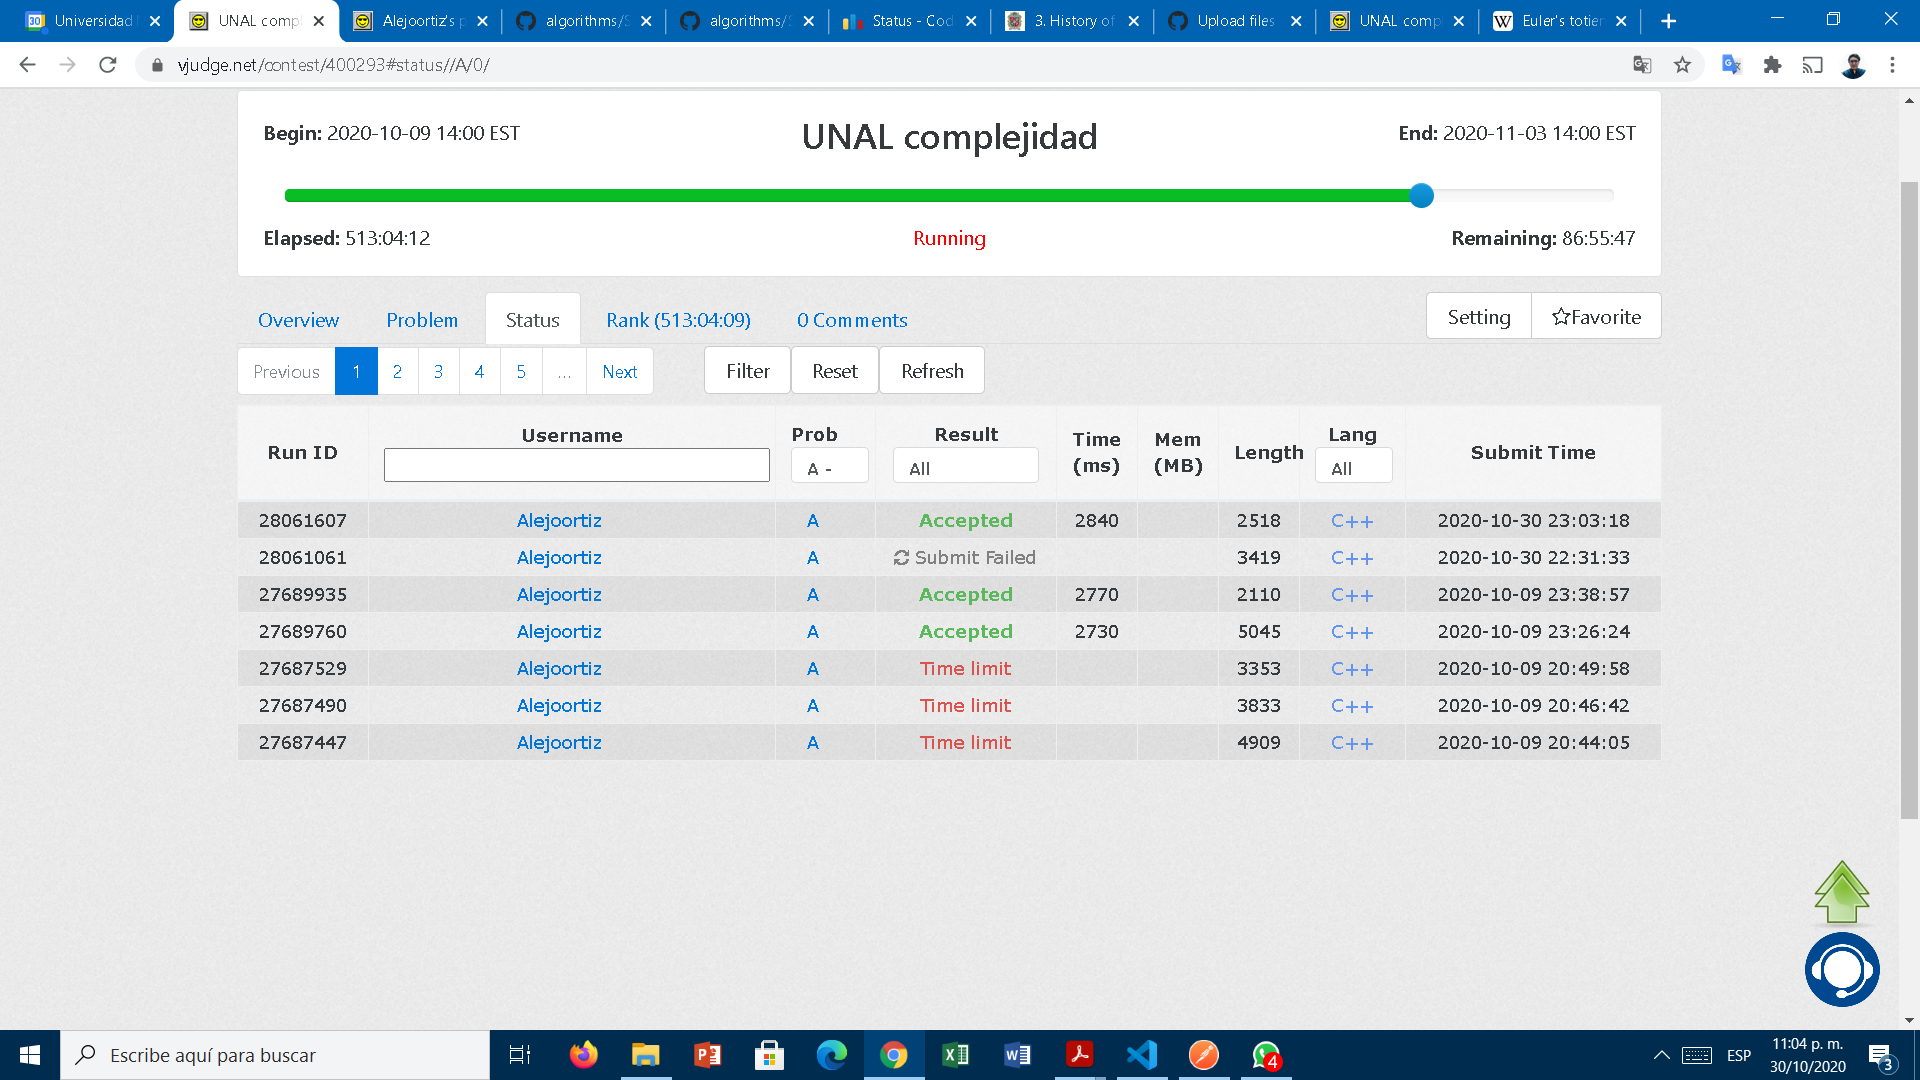 Universidad
UNAL comp
Alejoortiz's p
algorithms/S
algorithms/S
Status - Cod
3. History of
Upload files
UNAL comp
Euler's totien
vjudge.net/contest/400293#status//A/0/
Begin: 2020-10-09 14:00 EST
UNAL complejidad
End: 2020-11-03 14:00 EST
Elapsed: 513:04:12
Running
Remaining: 86:55:47
Overview Problem Status Rank (513:04:09) 0 Comments
Setting Favorite
Previous 1 2 3 4 5 ... Next
Filter Reset Refresh
Run ID Username Prob Result Time (ms) Mem (MB) Length Lang Submit Time
A - All All
28061607 Alejoortiz A Accepted 2840 2518 C++ 2020-10-30 23:03:18
28061061 Alejoortiz A Submit Failed 3419 C++ 2020-10-30 22:31:33
27689935 Alejoortiz A Accepted 2770 2110 C++ 2020-10-09 23:38:57
27689760 Alejoortiz A Accepted 2730 5045 C++ 2020-10-09 23:26:24
27687529 Alejoortiz A Time limit 3353 C++ 2020-10-09 20:49:58
27687490 Alejoortiz A Time limit 3833 C++ 2020-10-09 20:46:42
27687447 Alejoortiz A Time limit 4909 C++ 2020-10-09 20:44:05
Escribe aquí para buscar
4
ESP
11:04 p. m.
30/10/2020
3